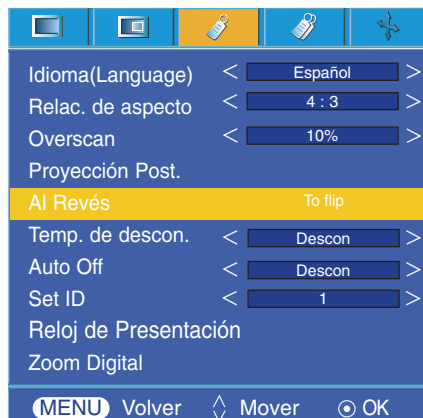 Idioma(Language) < Español >
Relac. de aspecto < 4 : 3 >
Overscan < 10% >
Proyección Post.
Al Revés To flip
Temp. de descon. < Descon >
Auto Off < Descon >
Set ID < 1 >
Reloj de Presentación
Zoom Digital
MENU Volver Mover OK